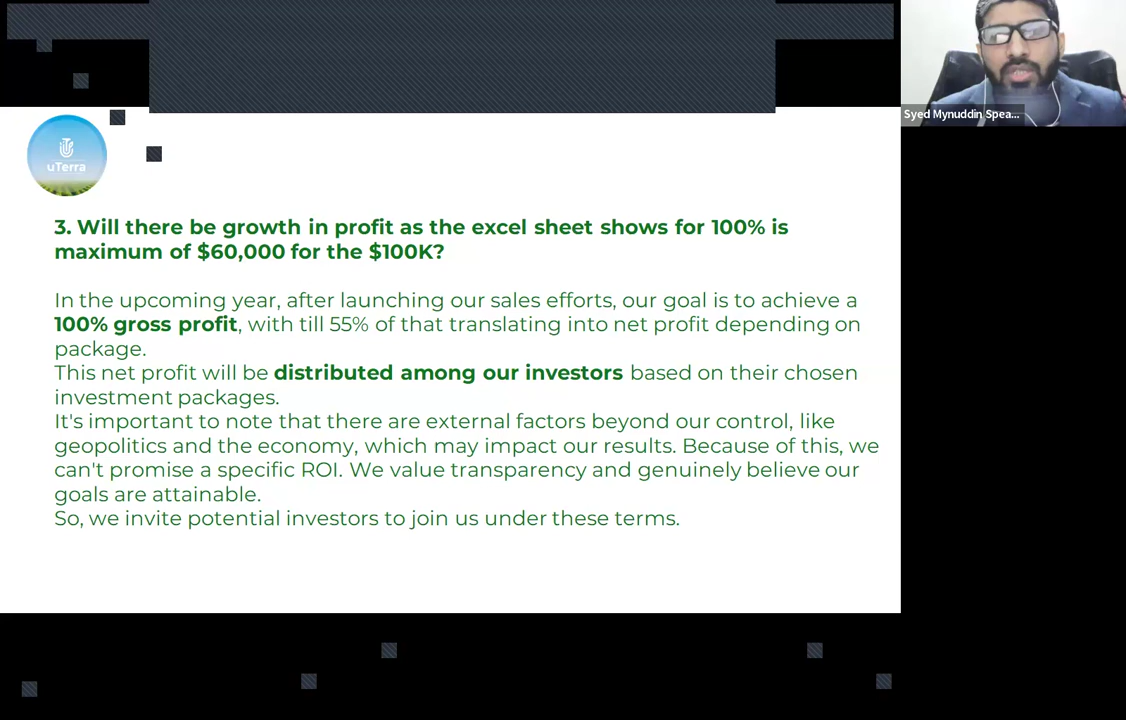 Syed Mynuddin Spea...
uTerra
3. Will there be growth in profit as the excel sheet shows for 100% is
maximum of $60,000 for the $100K?
In the upcoming year, after launching our sales efforts, our goal is to achieve a
100% gross profit, with till 55% of that translating into net profit depending on
package.
This net profit will be distributed among our investors based on their chosen
investment packages.
It's important to note that there are external factors beyond our control, like
geopolitics and the economy, which may impact our results. Because of this, we
can't promise a specific ROI. We value transparency and genuinely believe our
goals are attainable.
So, we invite potential investors to join us under these terms.